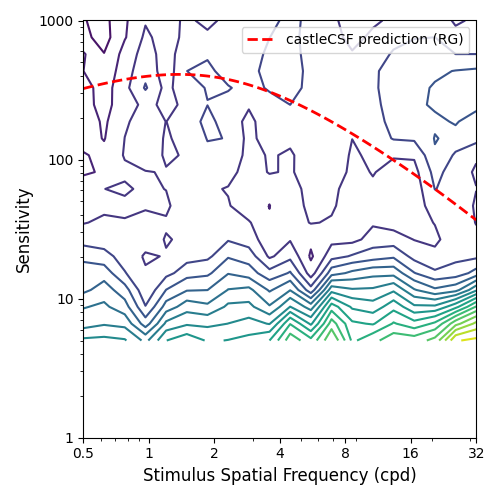 1000
castleCSF prediction (RG)
100
Sensitivity
10
1
0.5 1 2 4 8 16 32
Stimulus Spatial Frequency (cpd)